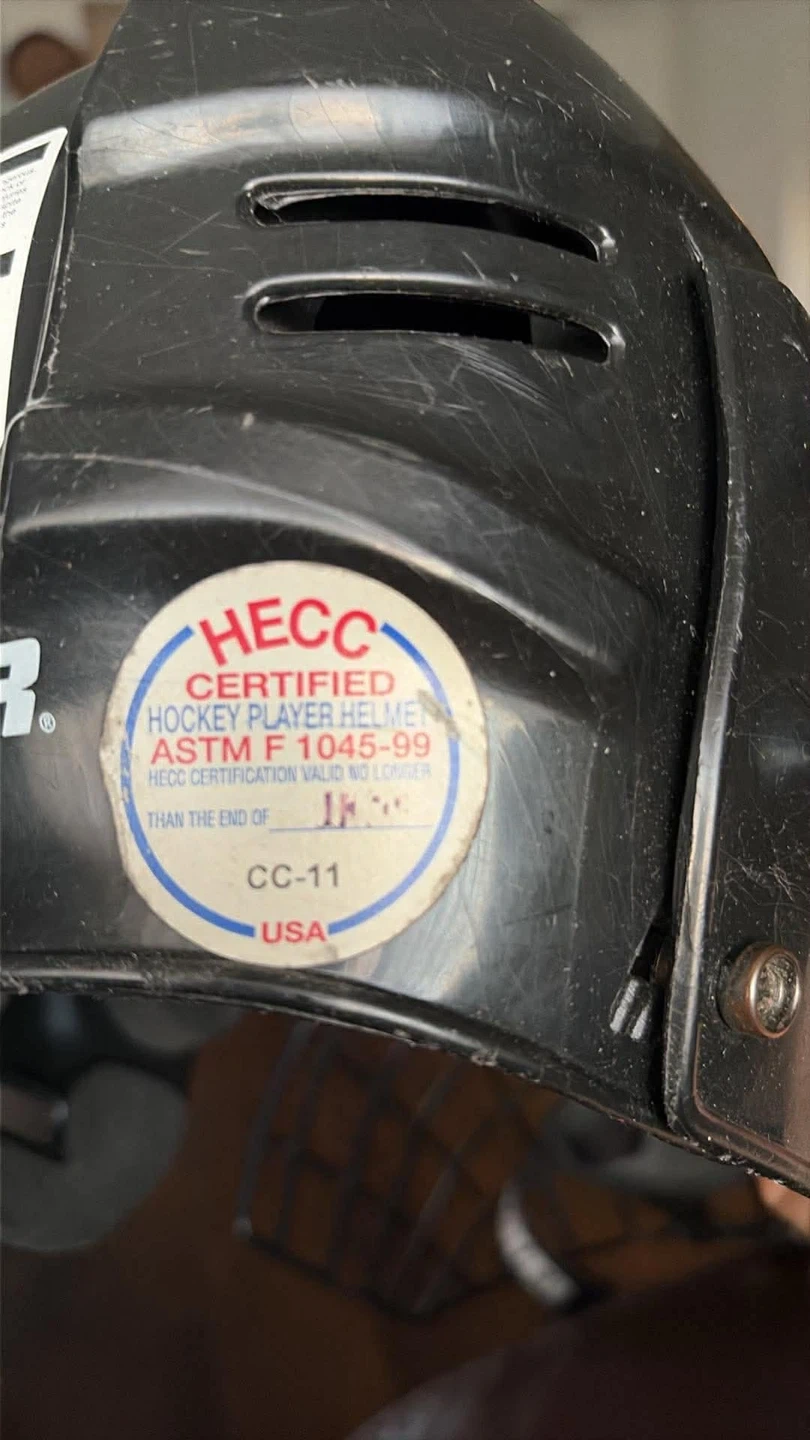 R®
HECC
CERTIFIED
HOCKEY PLAYER HELMET
ASTM F 1045-99
HECC CERTIFICATION VALID NO LONGER
THAN THE END OF
CC-11
USA